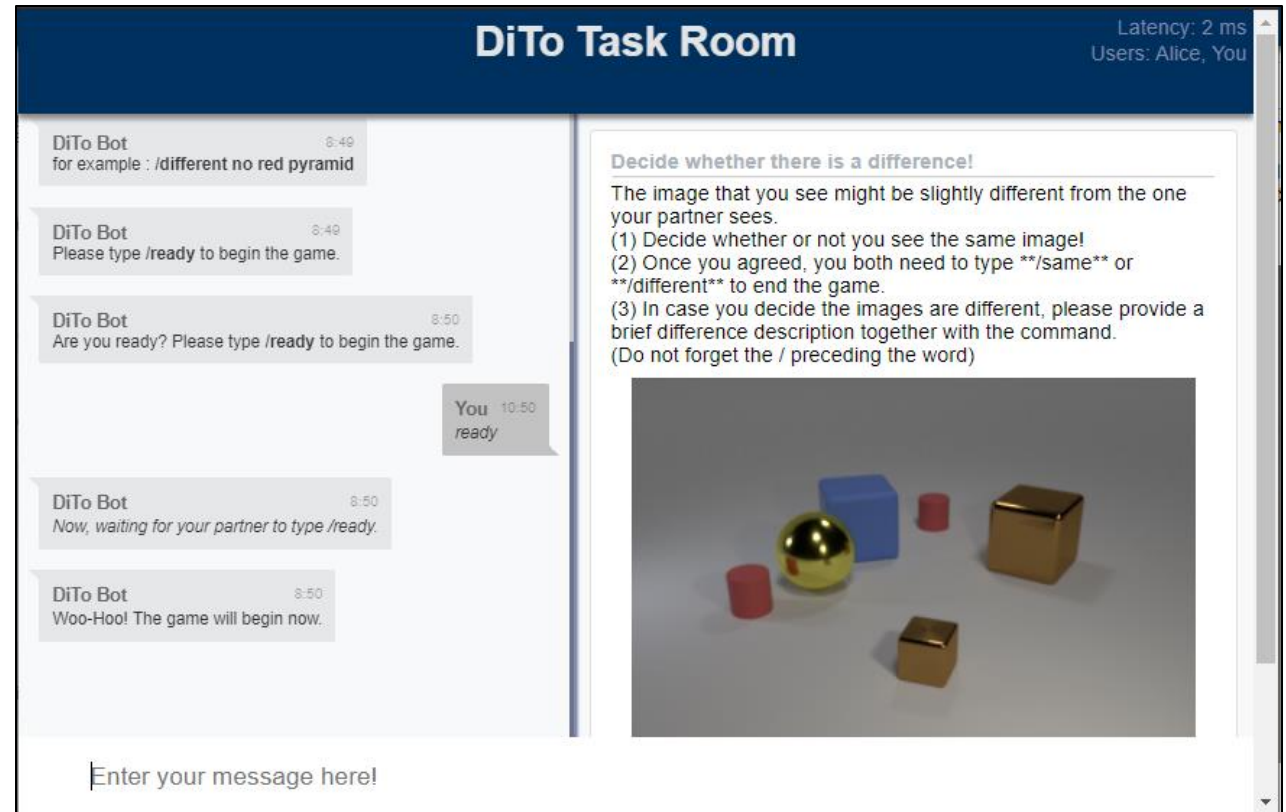 DiTo Task Room
Latency: 2 ms
Users: Alice, You
DiTo Bot 8:49
for example : /different no red pyramid
DiTo Bot 8:49
Please type /ready to begin the game.
DiTo Bot 8:50
Are you ready? Please type /ready to begin the game.
You 10:50
ready
DiTo Bot 8:50
Now, waiting for your partner to type /ready.
DiTo Bot 8:50
Woo-Hoo! The game will begin now.
Decide whether there is a difference!
The image that you see might be slightly different from the one
your partner sees.
(1) Decide whether or not you see the same image!
(2) Once you agreed, you both need to type **/same** or
**/different** to end the game.
(3) In case you decide the images are different, please provide a
brief difference description together with the command.
(Do not forget the / preceding the word)
Enter your message here!